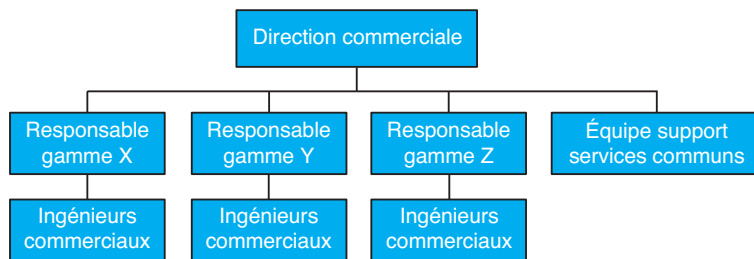 Direction commerciale
Responsable
gamme X
Responsable
gamme Y
Responsable
gamme Z
Équipe support
services communs
Ingénieurs
commerciaux
Ingénieurs
commerciaux
Ingénieurs
commerciaux